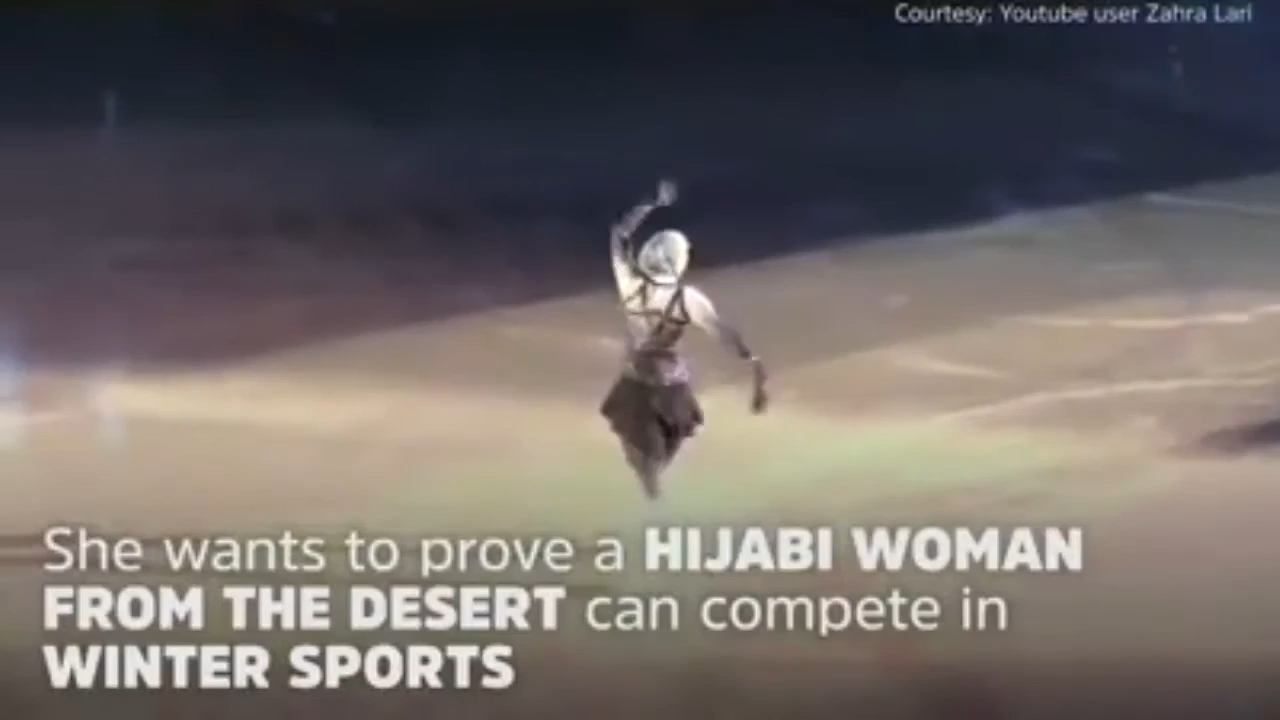 Courtesy: Youtube user Zahra Lari
She wants to prove a HIJABI WOMAN
FROM THE DESERT can compete in
WINTER SPORTS